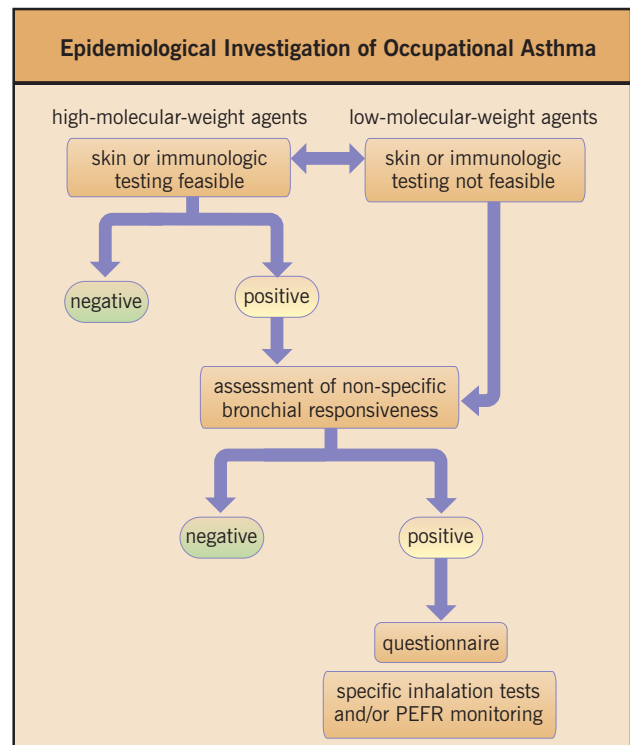 Epidemiological Investigation of Occupational Asthma
high-molecular-weight agents
low-molecular-weight agents
skin or immunologic
testing feasible
skin or immunologic
testing not feasible
negative
positive
assessment of non-specific
bronchial responsiveness
negative
positive
questionnaire
specific inhalation tests
and/or PEFR monitoring